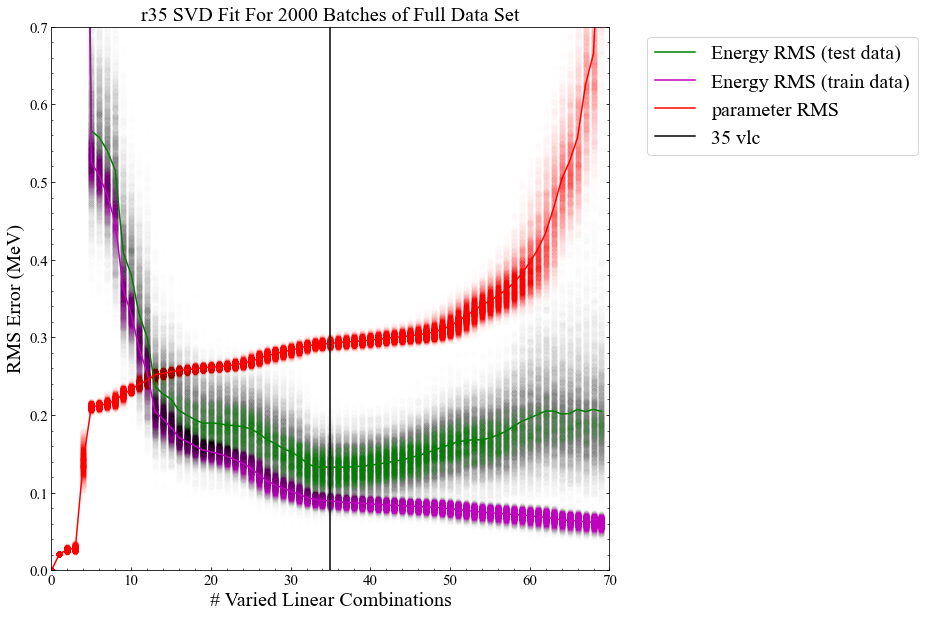 r35 SVD Fit For 2000 Batches of Full Data Set
RMS Error (MeV)
0.7
0.6
0.5
0.4
0.3
0.2
0.1
0.0
0 10 20 30 40 50 60 70
# Varied Linear Combinations
Energy RMS (test data)
Energy RMS (train data)
parameter RMS
35 vlc